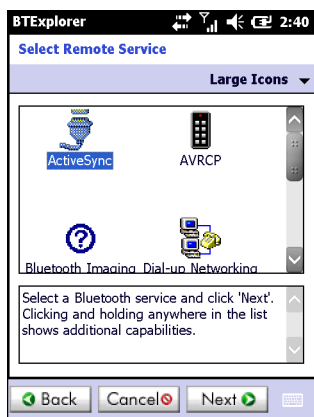 BTExplorer 2:40
Select Remote Service
Large Icons
ActiveSync AVRCP
Bluetooth Imaging Dial-up Networking
Select a Bluetooth service and click 'Next'.
Clicking and holding anywhere in the list
shows additional capabilities.
Back Cancel Next